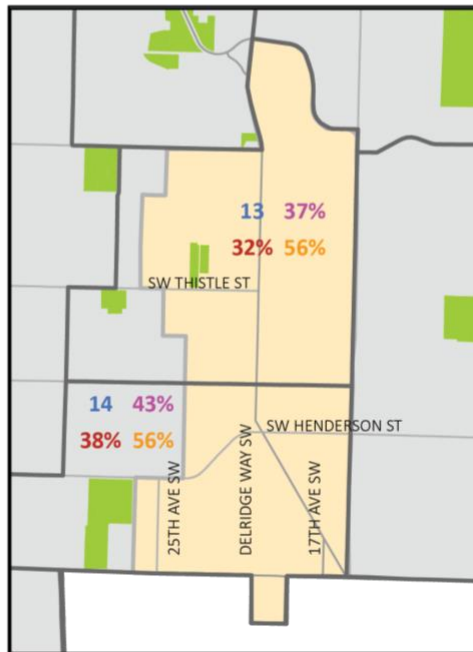 13 37%
32% 56%
SW THISTLE ST
14 43%
38% 56%
SW HENDERSON ST
25TH AVE SW
DELRIDGE WAY SW
17TH AVE SW